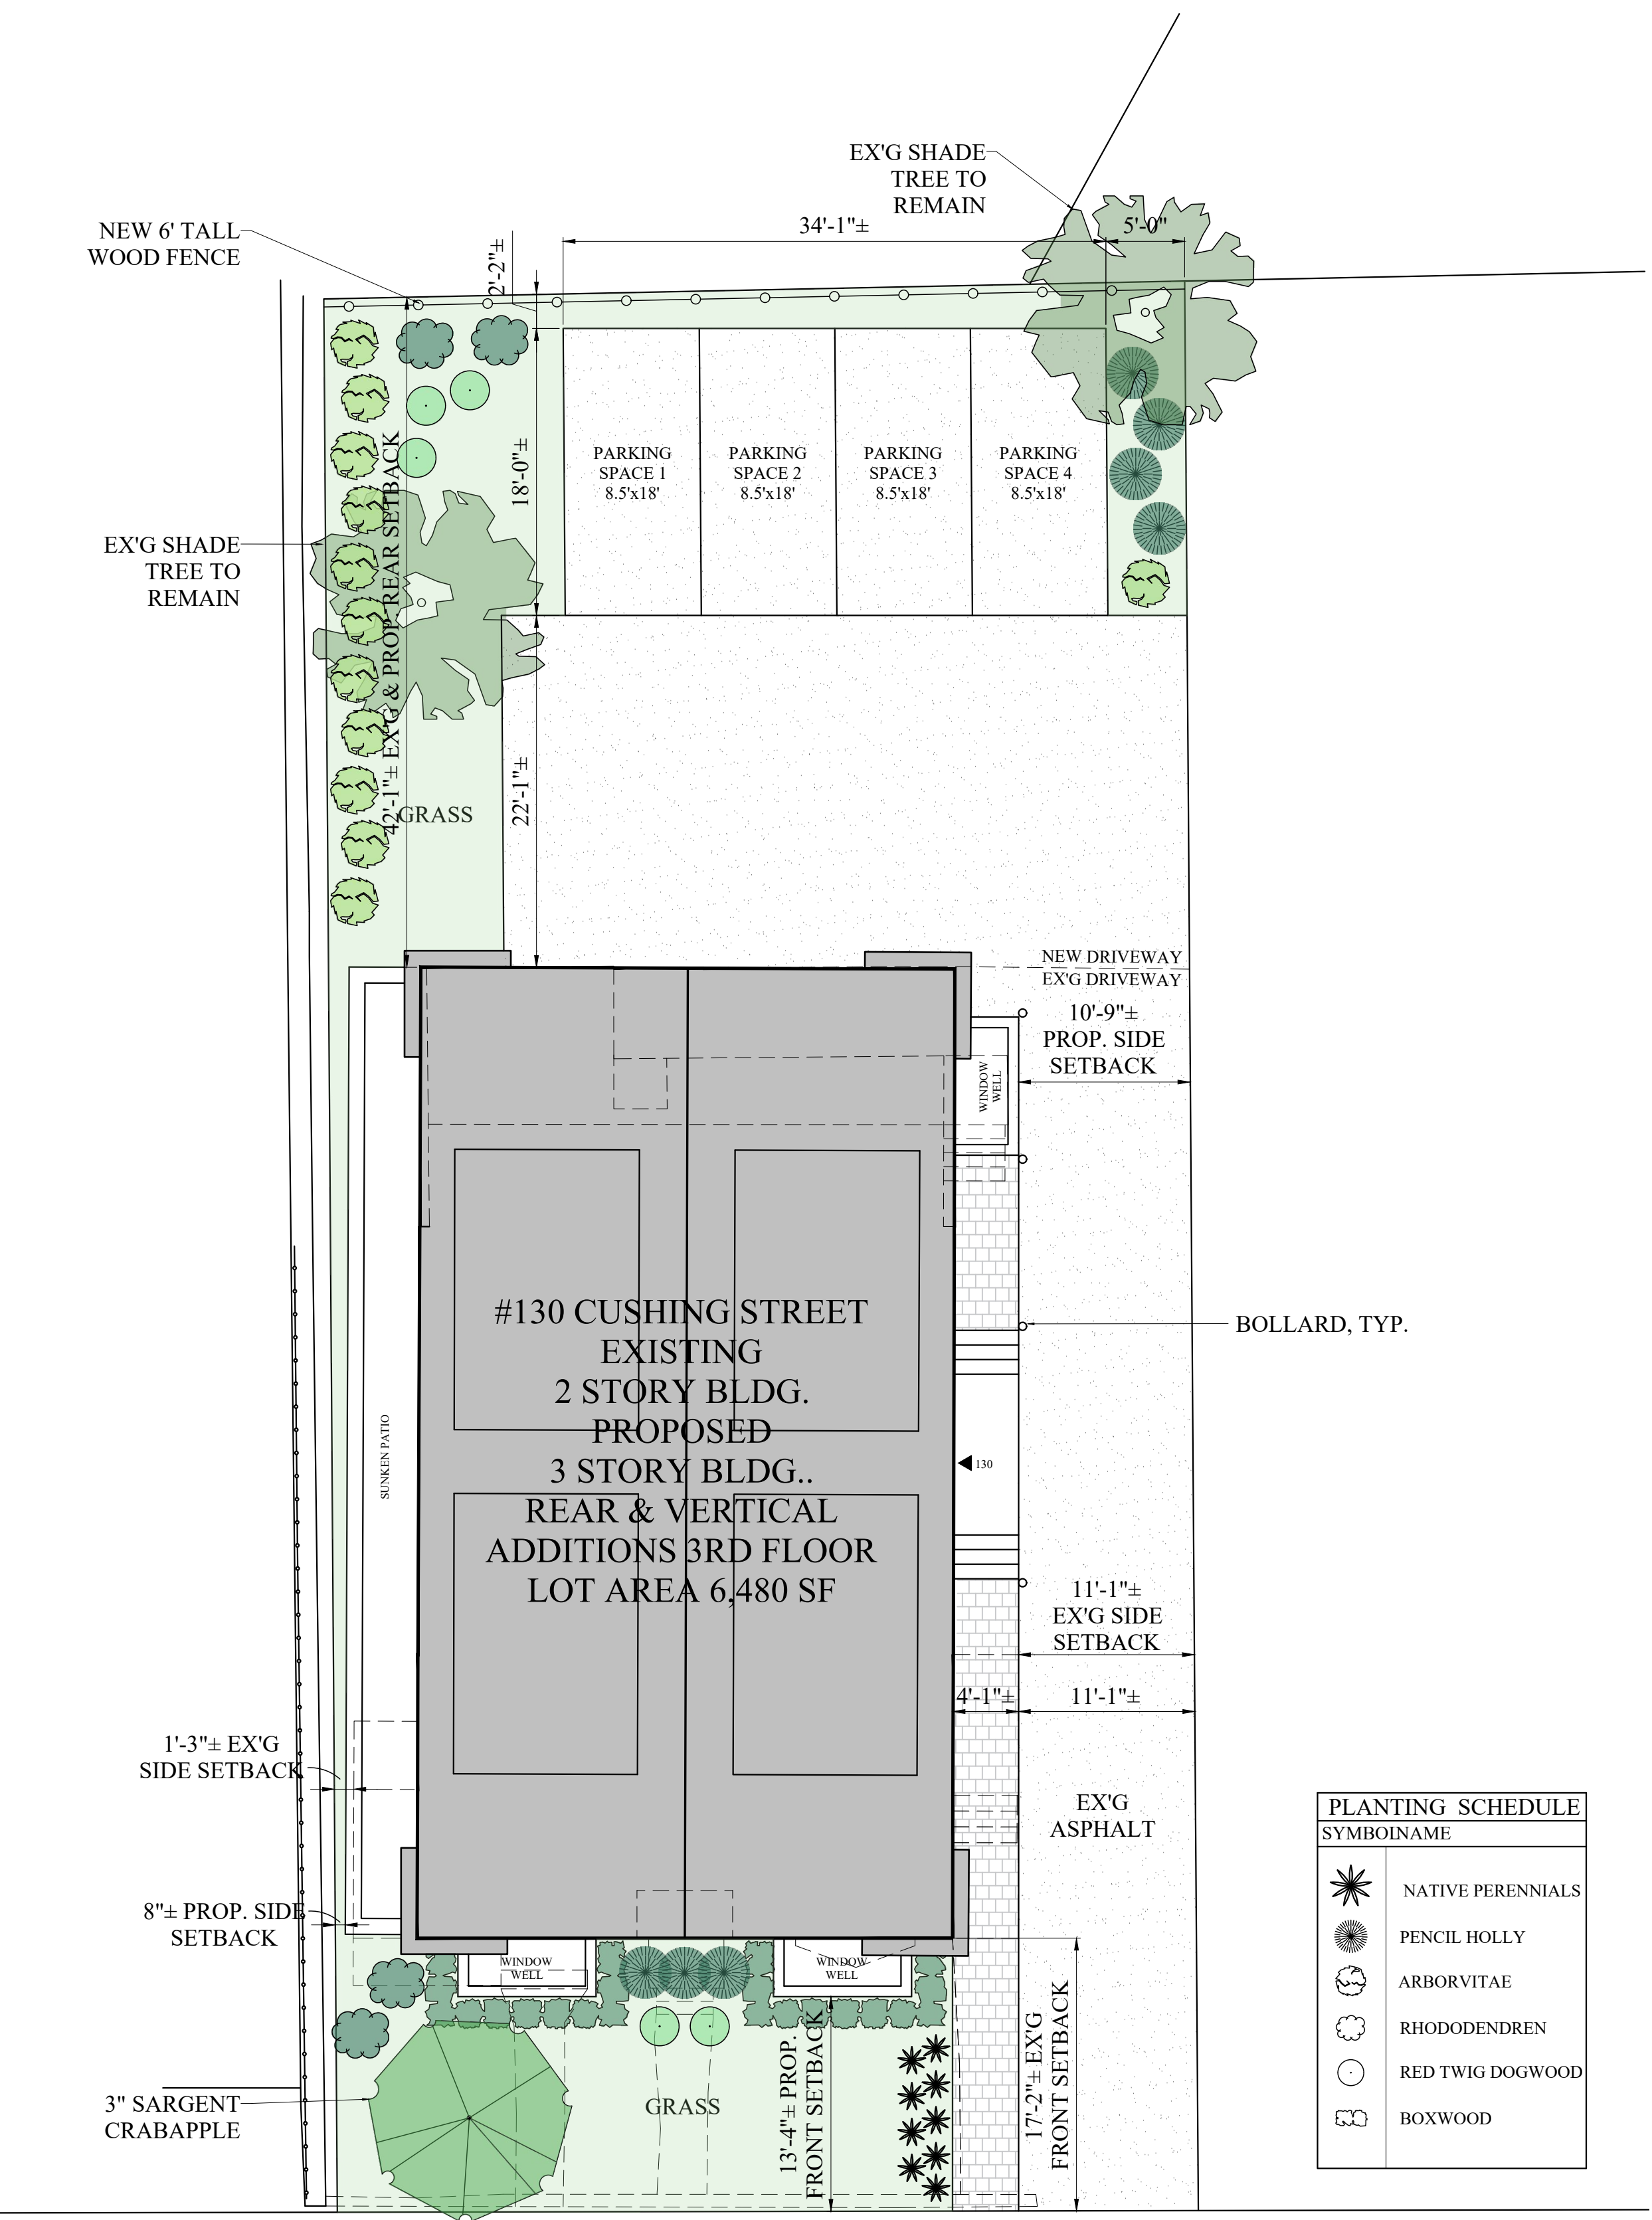 EX'G SHADE
TREE TO
REMAIN
NEW 6' TALL
WOOD FENCE
34'-1"±
5'-0"
2'-2"±
18'-0"±
PARKING
SPACE 1
8.5'x18'
PARKING
SPACE 2
8.5'x18'
PARKING
SPACE 3
8.5'x18'
PARKING
SPACE 4
8.5'x18'
EX'G SHADE
TREE TO
REMAIN
42'-1"± EX'G & PROP. REAR SETBACK
22'-1"±
GRASS
NEW DRIVEWAY
EX'G DRIVEWAY
10'-9"±
PROP. SIDE
SETBACK
WINDOW
WELL
#130 CUSHING STREET
EXISTING
2 STORY BLDG.
PROPOSED
3 STORY BLDG..
REAR & VERTICAL
ADDITIONS 3RD FLOOR
LOT AREA 6,480 SF
BOLLARD, TYP.
SUNKEN PATIO
130
11'-1"±
EX'G SIDE
SETBACK
4'-1"±
11'-1"±
1'-3"± EX'G
SIDE SETBACK
EX'G
ASPHALT
8"± PROP. SIDE
SETBACK
WINDOW
WELL
WINDOW
WELL
3" SARGENT
CRABAPPLE
GRASS
13'-4"± PROP.
FRONT SETBACK
17'-2"± EX'G
FRONT SETBACK
PLANTING SCHEDULE
SYMBOL NAME
NATIVE PERENNIALS
PENCIL HOLLY
ARBORVITAE
RHODODENDREN
RED TWIG DOGWOOD
BOXWOOD